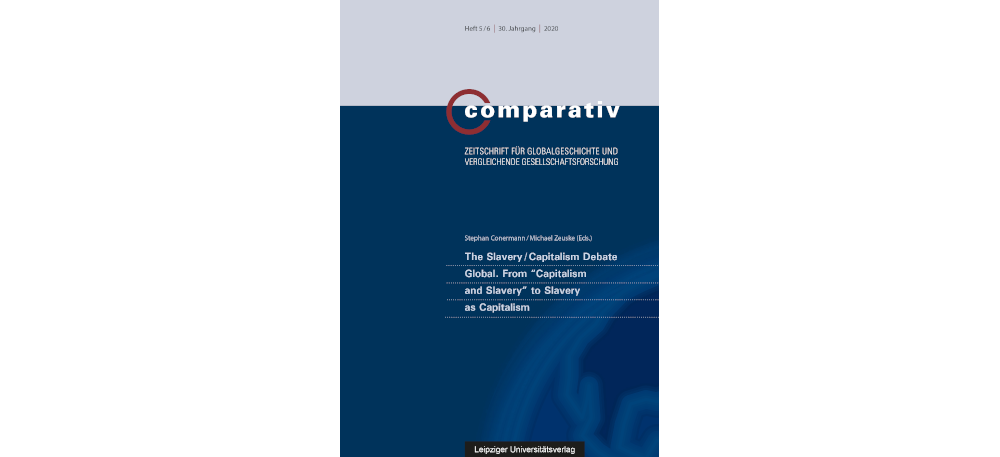 Heft 5/6 | 30. Jahrgang | 2020
comparativ
ZEITSCHRIFT FÜR GLOBALGESCHICHTE UND
VERGLEICHENDE GESELLSCHAFTSFORSCHUNG
Stephan Conermann/Michael Zeuske (Eds.)
The Slavery/Capitalism Debate
Global. From “Capitalism
and Slavery” to Slavery
as Capitalism
Leipziger Universitätsverlag